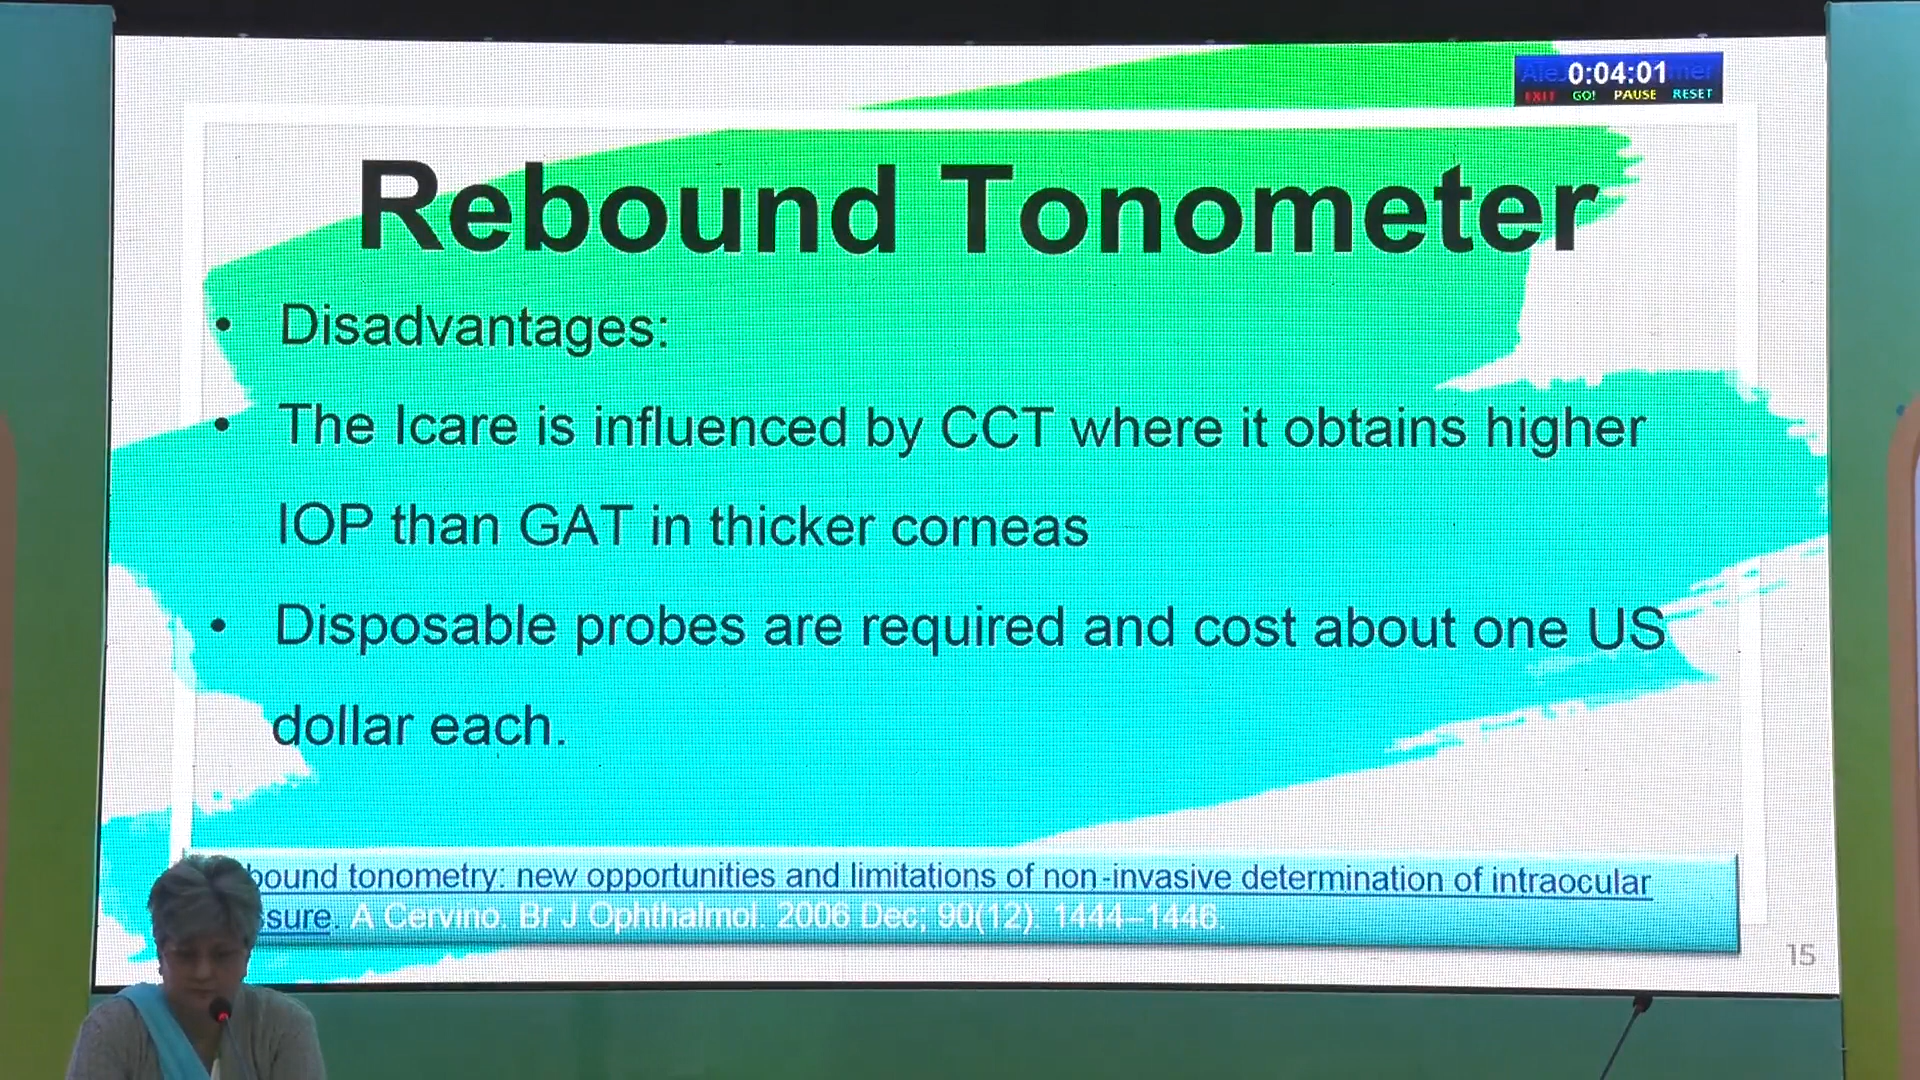 0:04:01
EXIT GO! PAUSE RESET
Rebound Tonometer
• Disadvantages:
• The Icare is influenced by CCT where it obtains higher
IOP than GAT in thicker corneas
• Disposable probes are required and cost about one US
dollar each.
bound tonometry: new opportunities and limitations of non-invasive determination of intraocular
sure. A Cervino. Br J Ophthalmol. 2006 Dec; 90(12): 1444–1446.
15